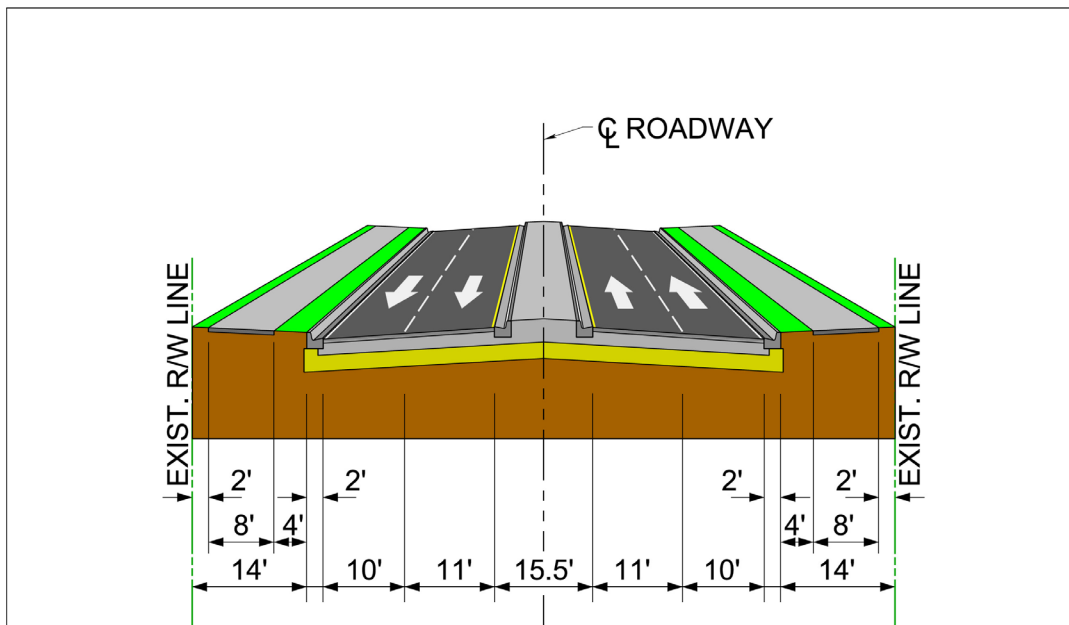 ℄ ROADWAY
EXIST. R/W LINE
EXIST. R/W LINE
2' 2' 2' 2'
8' 4' 4' 8'
14' 10' 11' 15.5' 11' 10' 14'